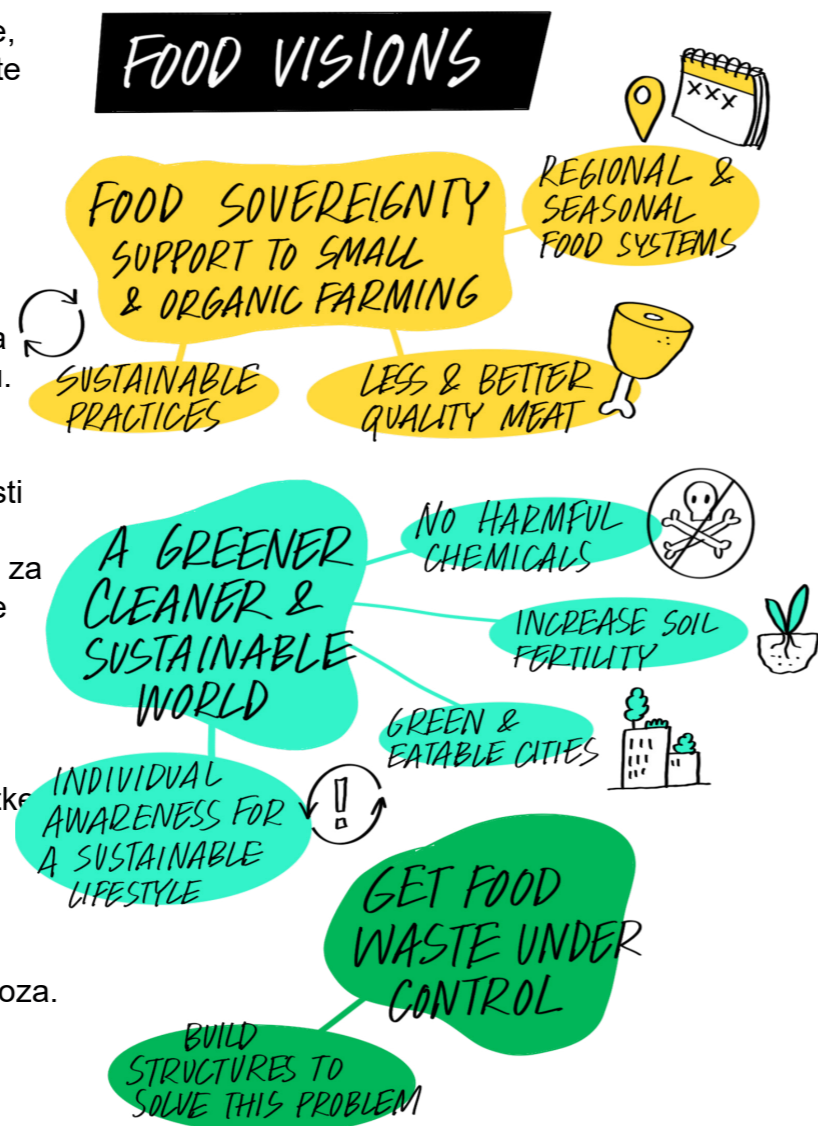 FOOD VISIONS
REGIONAL &
SEASONAL
FOOD SYSTEMS
XXX
FOOD SOVEREIGNTY
SUPPORT TO SMALL
& ORGANIC FARMING
SUSTAINABLE
PRACTICES
LESS & BETTER
QUALITY MEAT
A GREENER
CLEANER &
SUSTAINABLE
WORLD
NO HARMFUL
CHEMICALS
INCREASE SOIL
FERTILITY
GREEN &
EATABLE CITIES
INDIVIDUAL
AWARENESS FOR
A SUSTAINABLE
LIFESTYLE
!
GET FOOD
WASTE UNDER
CONTROL
BUILD
STRUCTURES TO
SOLVE THIS PROBLEM
za